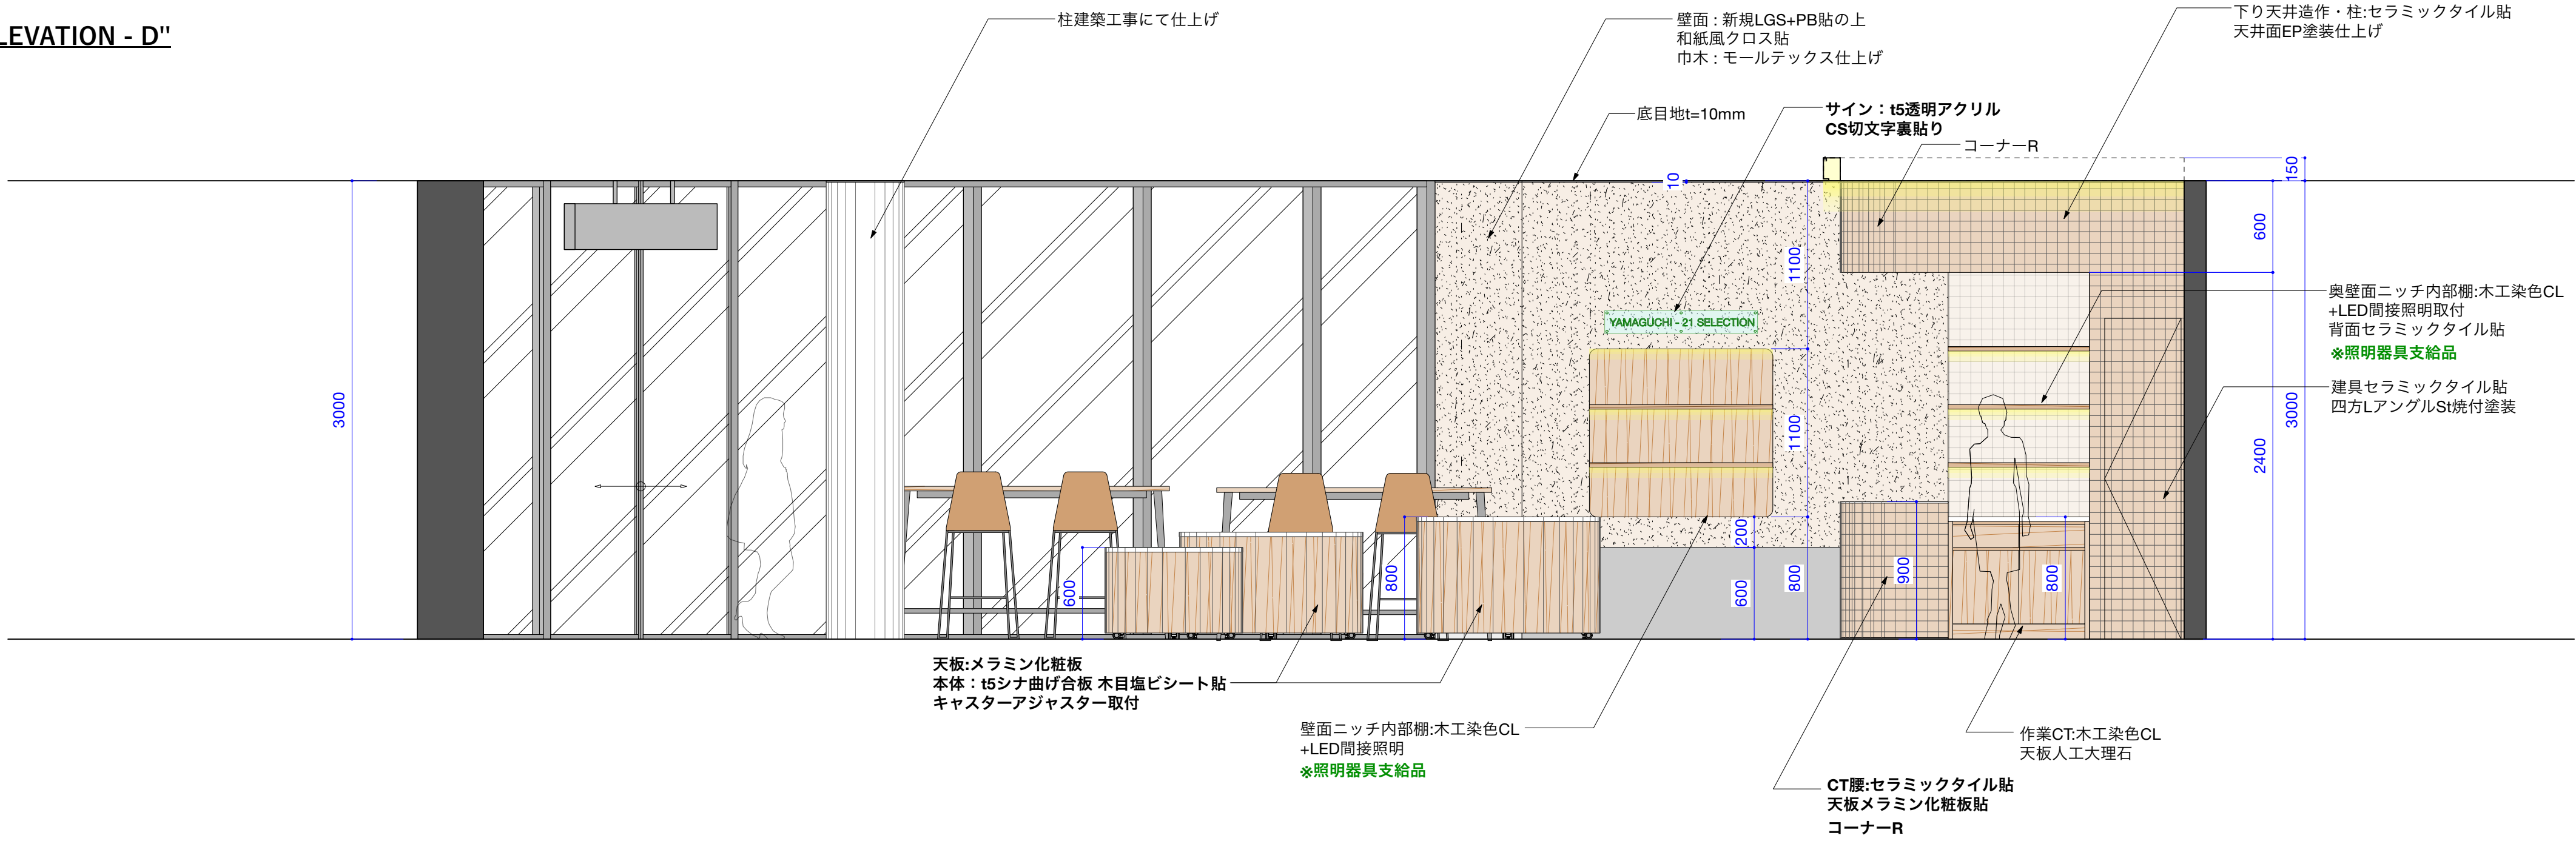 LEVATION - D"
柱建築工事にて仕上げ
壁面 : 新規LGS+PB貼の上
和紙風クロス貼
巾木 : モールテックス仕上げ
下り天井造作・柱:セラミックタイル貼
天井面EP塗装仕上げ
底目地t=10mm
サイン：t5透明アクリル
CS切文字裏貼り
コーナーR
150
10
600
1100
奥壁面ニッチ内部棚:木工染色CL
+LED間接照明取付
背面セラミックタイル貼
※照明器具支給品
YAMAGUCHI - 21 SELECTION
建具セラミックタイル貼
四方LアングルSt焼付塗装
3000
3000
1100
2400
200
900
800
800
800
600
600
天板:メラミン化粧板
本体：t5シナ曲げ合板 木目塩ビシート貼
キャスターアジャスター取付
壁面ニッチ内部棚:木工染色CL
+LED間接照明
※照明器具支給品
作業CT:木工染色CL
天板人工大理石
CT腰:セラミックタイル貼
天板メラミン化粧板貼
コーナーR